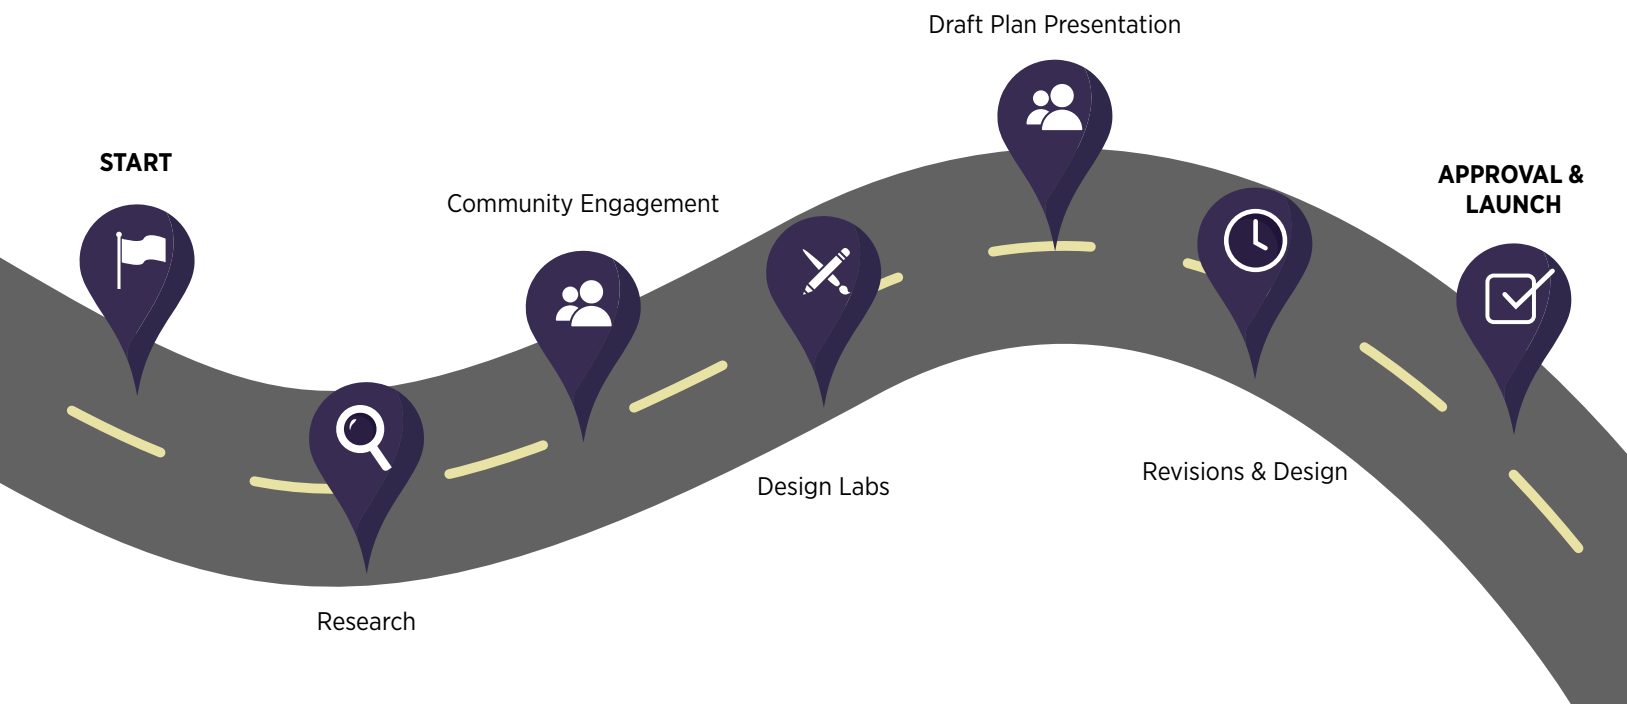 START
Research
Community Engagement
Design Labs
Draft Plan Presentation
Revisions & Design
APPROVAL &
LAUNCH